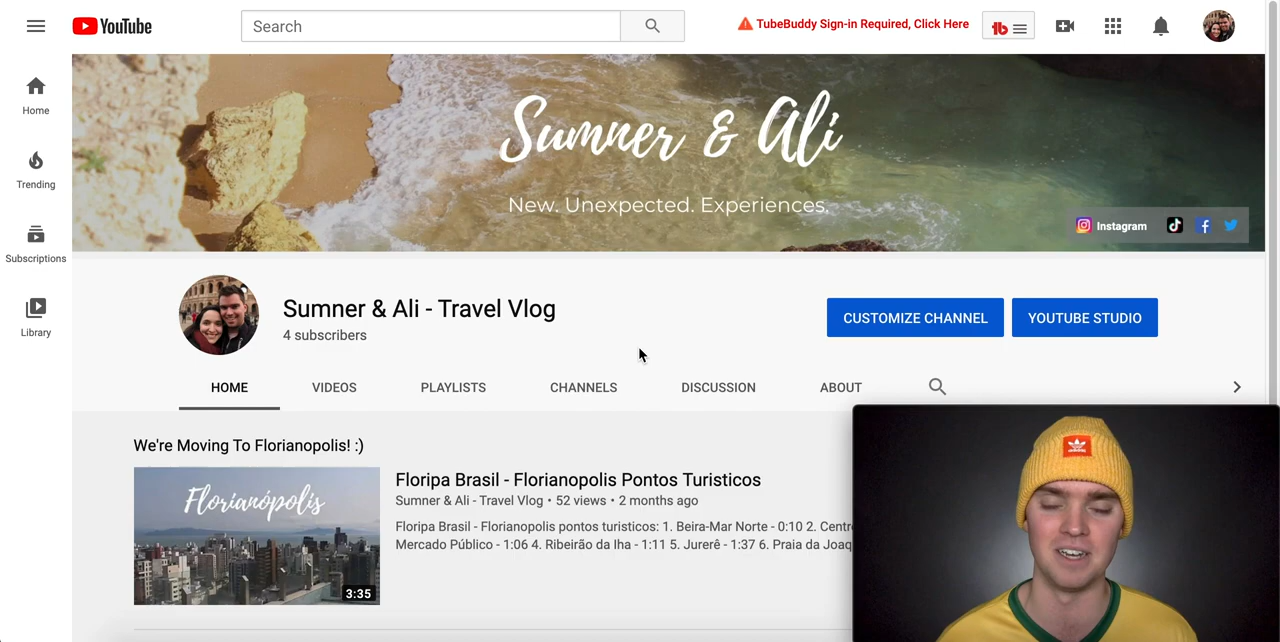 YouTube
Search
TubeBuddy Sign-in Required, Click Here
Home
Trending
Subscriptions
Library
Sumner & Ali
New. Unexpected. Experiences.
Instagram
Sumner & Ali - Travel Vlog
4 subscribers
CUSTOMIZE CHANNEL
YOUTUBE STUDIO
HOME
VIDEOS
PLAYLISTS
CHANNELS
DISCUSSION
ABOUT
We're Moving To Florianopolis! :)
Florianópolis
3:35
Floripa Brasil - Florianopolis Pontos Turisticos
Sumner & Ali - Travel Vlog • 52 views • 2 months ago
Floripa Brasil - Florianopolis pontos turisticos: 1. Beira-Mar Norte - 0:10 2. Centr
Mercado Público - 1:06 4. Ribeirão da Ilha - 1:11 5. Jurerê - 1:37 6. Praia da Joaq